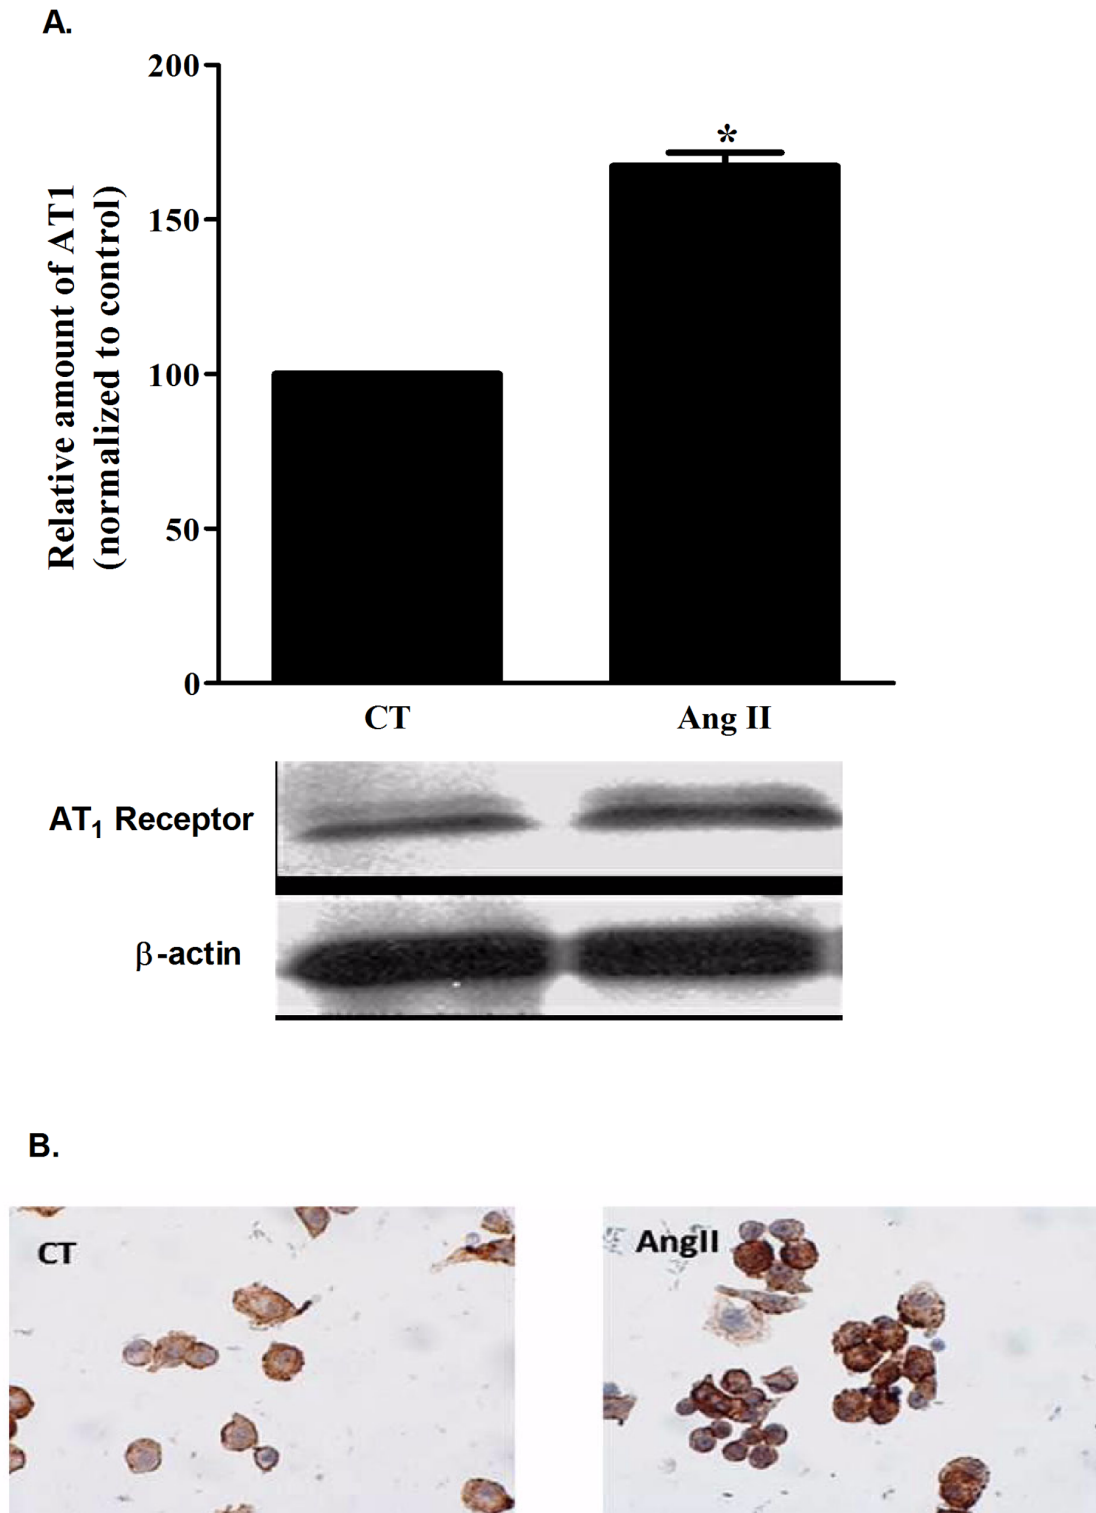 A.
200
150
100
50
0
Relative amount of AT1
(normalized to control)
*
CT
Ang II
AT₁ Receptor
β-actin
B.
CT
AngII